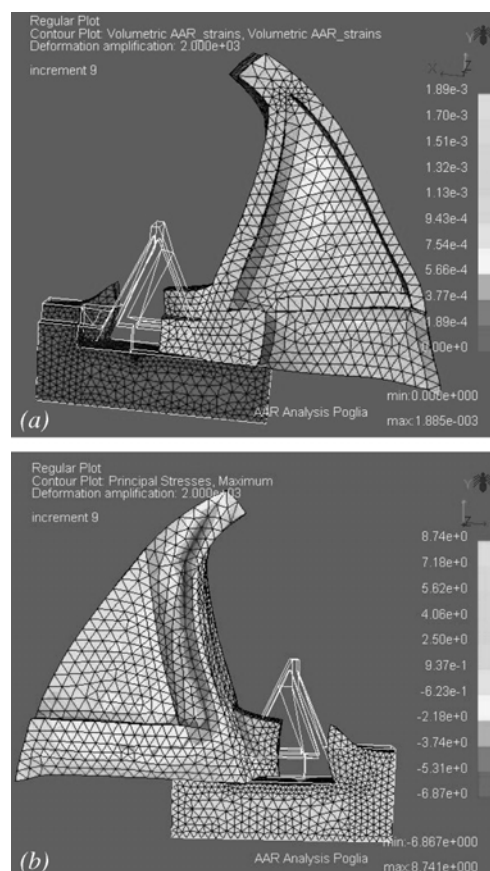 Regular Plot
Contour Plot: Volumetric AAR_strains, Volumetric AAR_strains
Deformation amplification: 2.000e+03
increment 9
Y
X
Z
1.89e-3
1.70e-3
1.51e-3
1.32e-3
1.13e-3
9.43e-4
7.54e-4
5.66e-4
3.77e-4
1.89e-4
0.00e+0
min:0.000e+000
AAR Analysis Poglia
max:1.885e-003
(a)
Regular Plot
Contour Plot: Principal Stresses, Maximum
Deformation amplification: 2.000e+03
increment 9
Y
Z
8.74e+0
7.18e+0
5.62e+0
4.06e+0
2.50e+0
9.37e-1
-6.23e-1
-2.18e+0
-3.74e+0
-5.31e+0
-6.87e+0
min:-6.867e+000
AAR Analysis Poglia
max:8.741e+000
(b)